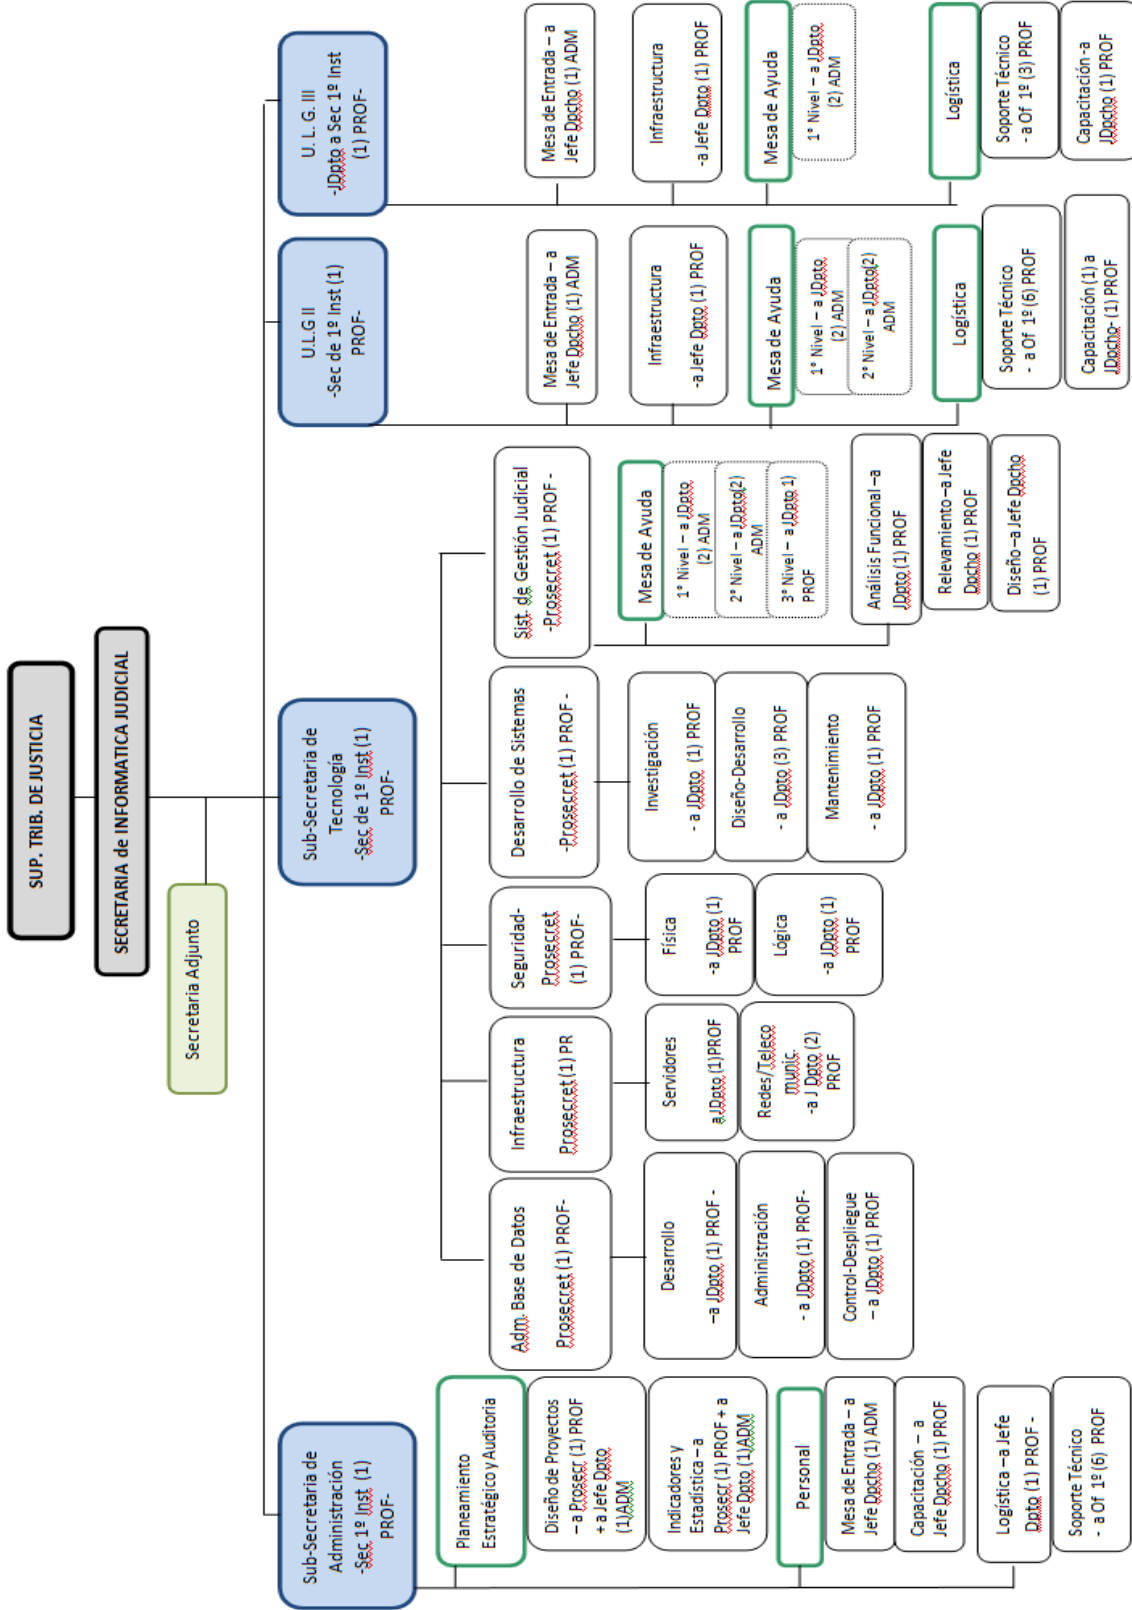 SUP. TRIB. DE JUSTICIA
SECRETARIA de INFORMATICA JUDICIAL
Secretaria Adjunto
Sub-Secretaria de
Administración
-Sec 1º Inst (1)
PROF-
Planeamiento
Estratégico y Auditoria
Diseño de Proyectos
– a Prosecr (1) PROF
+ a Jefe Dpto
(1)ADM
Indicadores y
Estadística – a
Prosecr (1) PROF + a
Jefe Dpto (1)ADM
Personal
Mesa de Entrada – a
Jefe Dpcho (1) ADM
Capacitación – a
Jefe Dpcho (1) PROF
Logística –a Jefe
Dpto (1) PROF -
Soporte Técnico
- a Of 1º (6) PROF
Sub-Secretaria de
Tecnología
-Sec de 1º Inst (1)
PROF-
Adm. Base de Datos
Prosecret (1) PROF-
Desarrollo
–a JDpto (1) PROF -
Administración
- a JDpto (1) PROF-
Control-Despliegue
– a JDpto (1) PROF
Infraestructura
Prosecret (1) PR
Servidores
aJDpto (1)PROF
Redes/Teleco
munic.
-a J Dpto (2)
PROF
Seguridad-
Prosecret
(1) PROF-
Física
-a JDpto (1)
PROF
Lógica
-a JDpto (1)
PROF
Desarrollo de Sistemas
-Prosecret (1) PROF -
Investigación
- a JDpto (1) PROF
Diseño-Desarrollo
- a JDpto (3) PROF
Mantenimiento
- a JDpto (1) PROF
Sist. de Gestión Judicial
-Prosecret (1) PROF -
Mesa de Ayuda
1° Nivel – a JDpto
(2) ADM
2° Nivel – a JDpto(2)
ADM
3° Nivel – a JDpto 1)
PROF
Análisis Funcional –a
JDpto (1) PROF
Relevamiento –a Jefe
Dpcho (1) PROF
Diseño –a Jefe Dpcho
(1) PROF
U.L.G II
-Sec de 1º Inst (1)
PROF-
Mesa de Entrada – a
Jefe Dpcho (1) ADM
Infraestructura
-a Jefe Dpto (1) PROF
Mesa de Ayuda
1° Nivel – a JDpto
(2) ADM
2° Nivel – a JDpto(2)
ADM
Logística
Soporte Técnico
- a Of 1º (6) PROF
Capacitación (1) a
JDpcho- (1) PROF
U. L. G. III
-JDpto a Sec 1º Inst
(1) PROF-
Mesa de Entrada – a
Jefe Dpcho (1) ADM
Infraestructura
-a Jefe Dpto (1) PROF
Mesa de Ayuda
1° Nivel – a JDpto
(2) ADM
Logística
Soporte Técnico
- a Of 1º (3) PROF
Capacitación -a
JDpcho (1) PROF